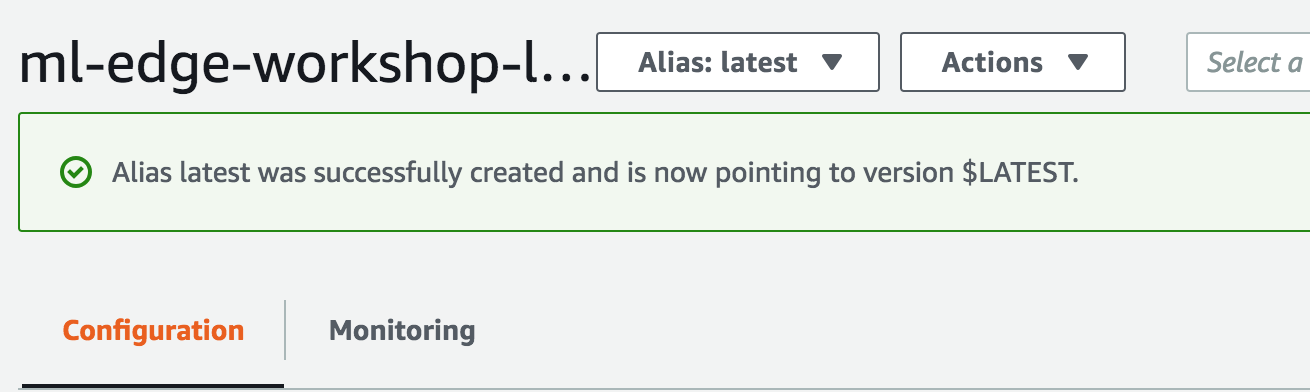 ml-edge-workshop-l... Alias: latest Actions Select a
Alias latest was successfully created and is now pointing to version $LATEST.
Configuration Monitoring